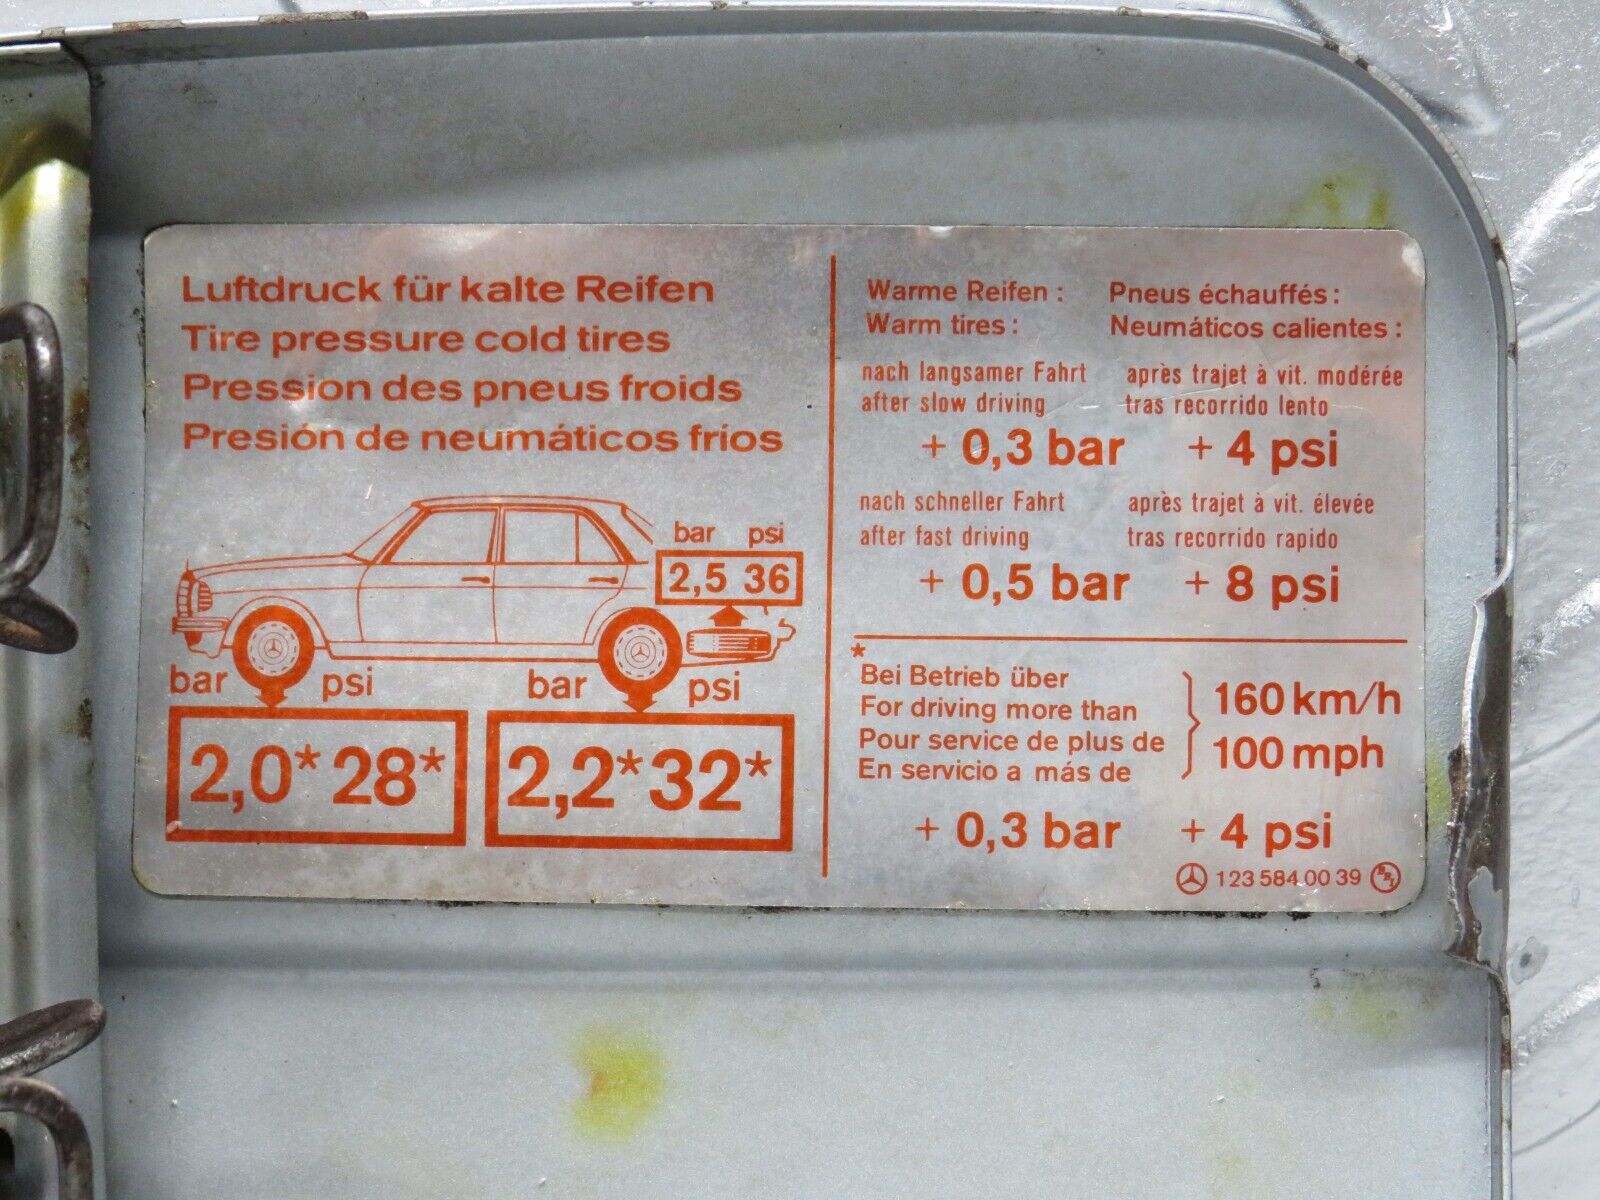 Luftdruck für kalte Reifen
Tire pressure cold tires
Pression des pneus froids
Presión de neumáticos fríos
bar psi
2,5 36
bar psi
2,0* 28*
bar psi
2,2* 32*
Warme Reifen :
Warm tires :
Pneus échauffés :
Neumáticos calientes :
nach langsamer Fahrt
after slow driving
après trajet à vit. modérée
tras recorrido lento
+ 0,3 bar + 4 psi
nach schneller Fahrt
after fast driving
après trajet à vit. élevée
tras recorrido rapido
+ 0,5 bar + 8 psi
*
Bei Betrieb über
For driving more than
Pour service de plus de
En servicio a más de
160 km/h
100 mph
+ 0,3 bar + 4 psi
123 584 00 39